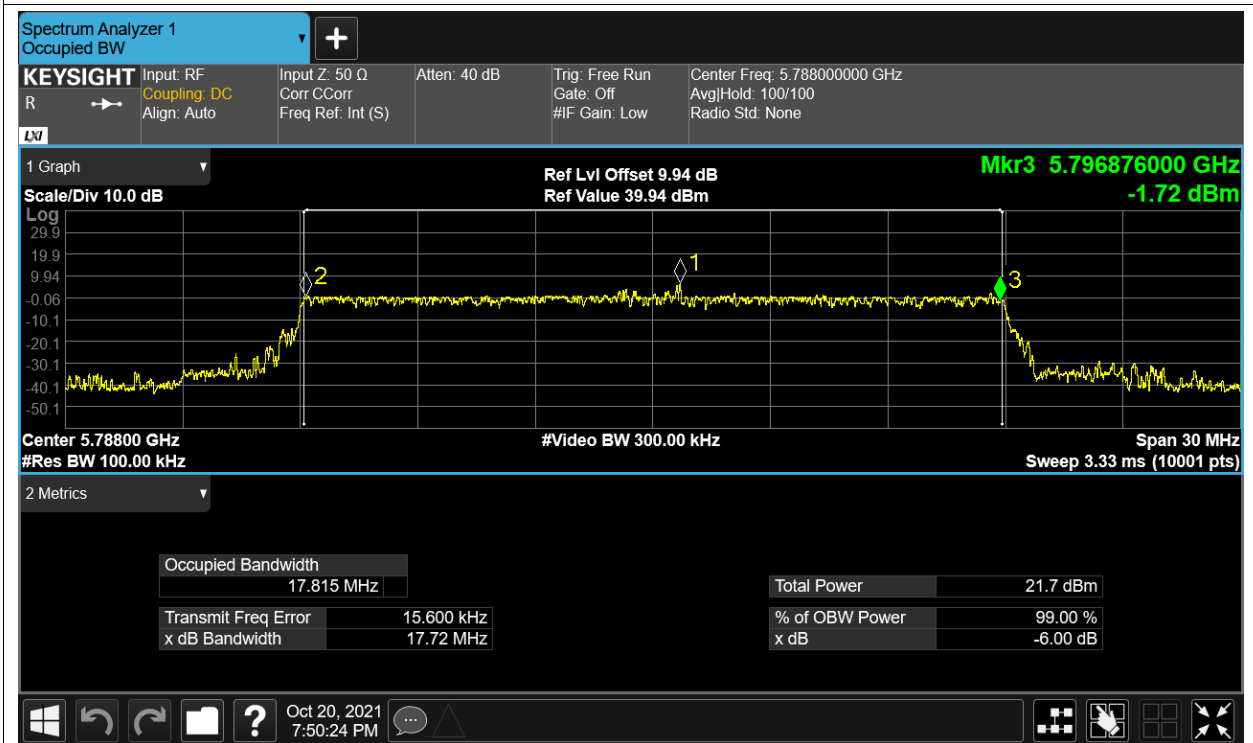 Spectrum Analyzer 1
Occupied BW
KEYSIGHT Input: RF Input Z: 50 Ω Atten: 40 dB Trig: Free Run Center Freq: 5.788000000 GHz
R Coupling: DC Corr CCorr Gate: Off Avg|Hold: 100/100
Align: Auto Freq Ref: Int (S) #IF Gain: Low Radio Std: None
LXI
1 Graph Ref Lvl Offset 9.94 dB Mkr3 5.796876000 GHz
Scale/Div 10.0 dB Ref Value 39.94 dBm -1.72 dBm
Log
29.9
19.9
9.94
-0.06
-10.1
-20.1
-30.1
-40.1
-50.1
2
1
3
Center 5.78800 GHz #Video BW 300.00 kHz Span 30 MHz
#Res BW 100.00 kHz Sweep 3.33 ms (10001 pts)
2 Metrics
Occupied Bandwidth
17.815 MHz Total Power 21.7 dBm
Transmit Freq Error 15.600 kHz % of OBW Power 99.00 %
x dB Bandwidth 17.72 MHz x dB -6.00 dB
? Oct 20, 2021
7:50:24 PM